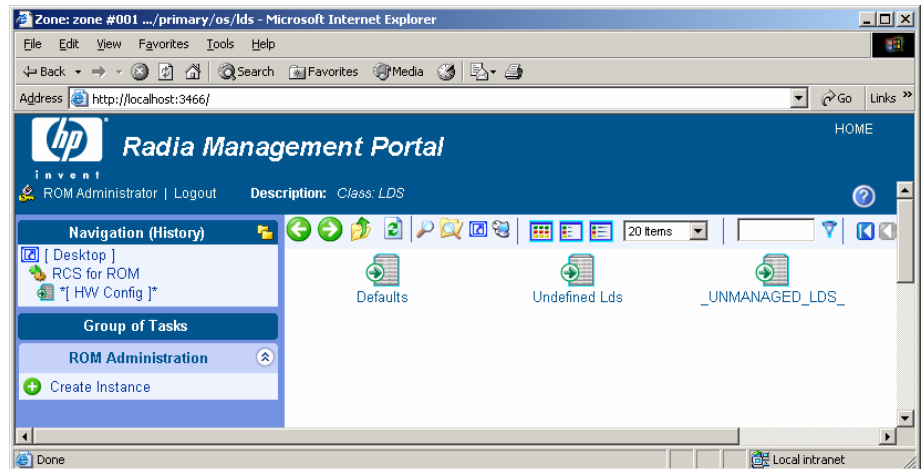 Zone: zone #001 .../primary/os/lds - Microsoft Internet Explorer
File Edit View Favorites Tools Help
Back Search Favorites Media
Address http://localhost:3466/ Go Links »
hp Radia Management Portal HOME
invent
ROM Administrator | Logout Description: Class: LDS
Navigation (History) 20 Items
[ Desktop ]
RCS for ROM
*[ HW Config ]*
Defaults Undefined Lds _UNMANAGED_LDS_
Group of Tasks
ROM Administration
Create Instance
Done Local intranet